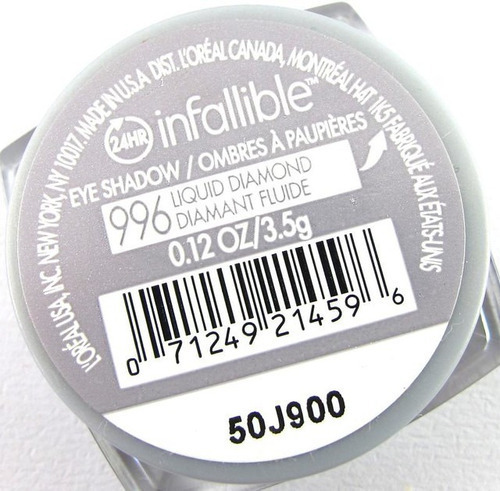 L'ORÉAL USA, INC. NEW YORK, NY 10017. MADE IN U.S.A DIST. L'ORÉAL CANADA, MONTRÉAL H4T 1K5 FABRIQUÉ AUX ÉTATS-UNIS
24HR infallible™
EYE SHADOW / OMBRES À PAUPIÈRES
996 LIQUID DIAMOND
DIAMANT FLUIDE
0.12 OZ/3.5g
0 71249 21459 6
50J900